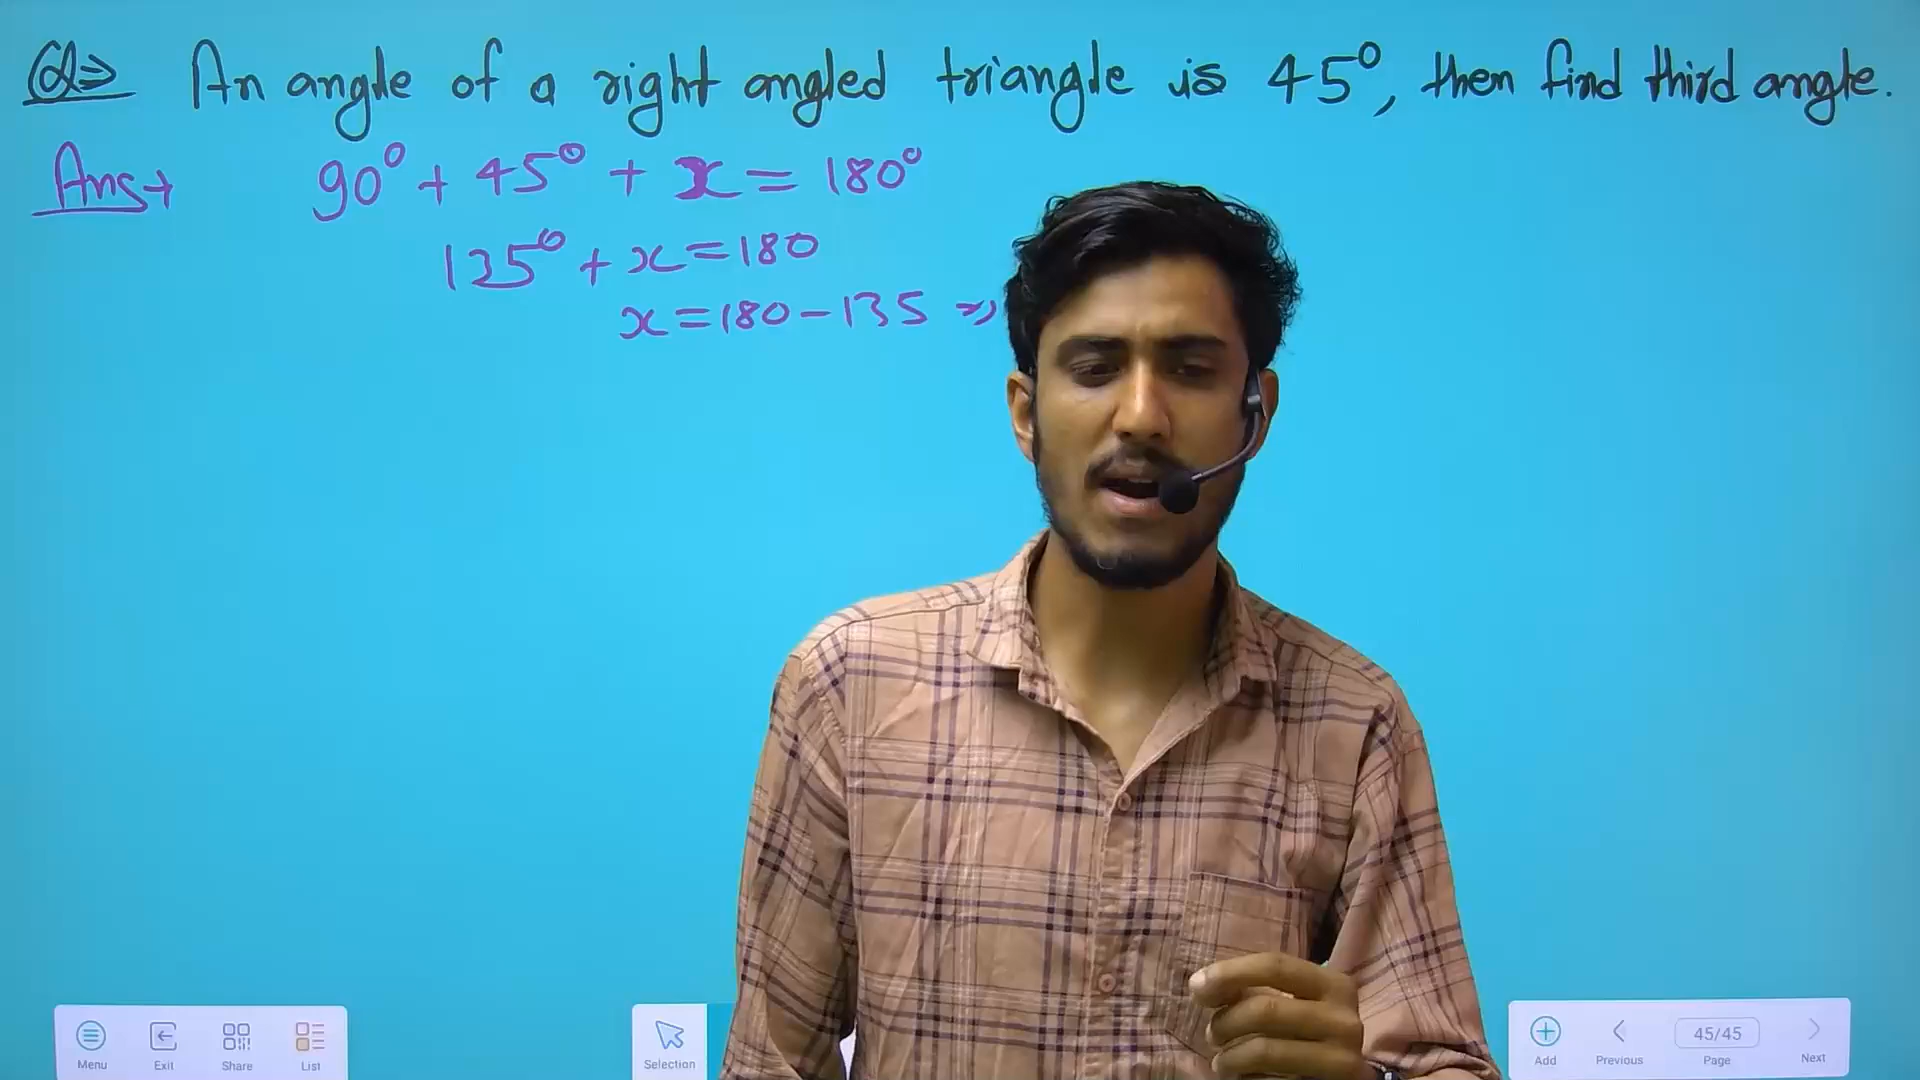 Q⇒ An angle of a right angled triangle is 45°, then find third angle.
Ans→ 90° + 45° + x = 180°
135° + x = 180
x = 180 - 135 ⇒
Menu Exit Share List
Selection
Add Previous 45/45 Page Next